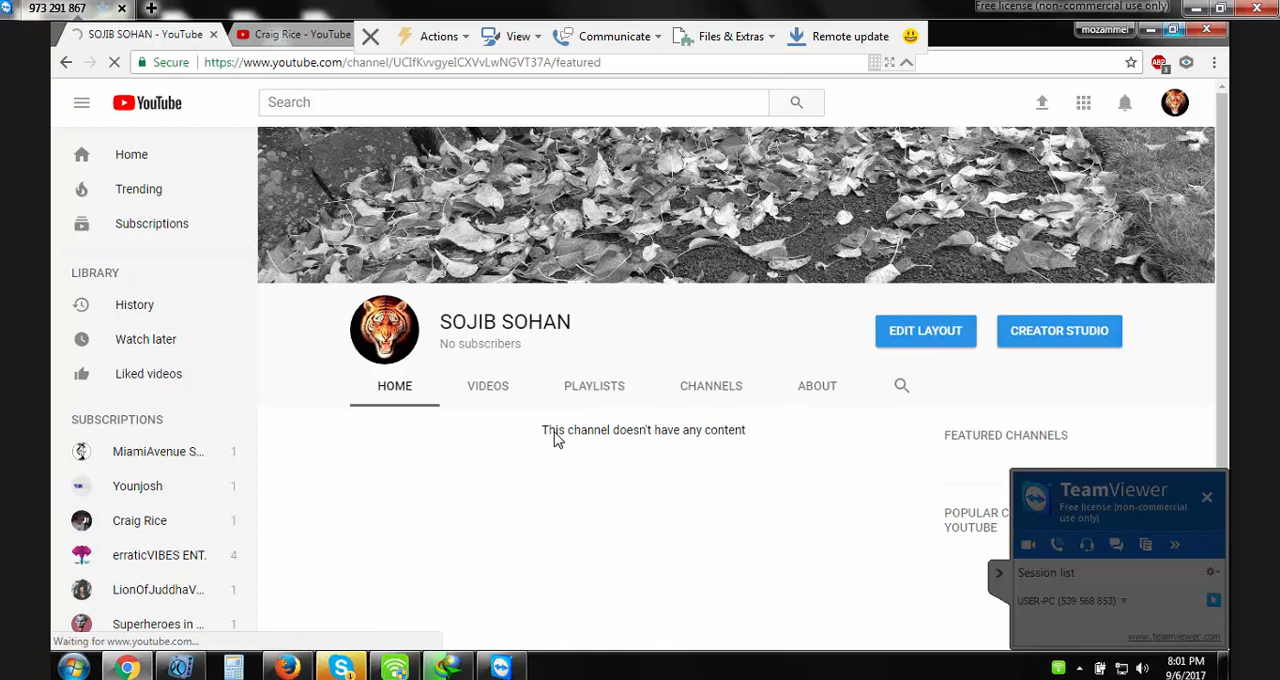 973 291 867
Free license (non-commercial use only)
SOJIB SOHAN - YouTube
Craig Rice - YouTube
Actions
View
Communicate
Files & Extras
Remote update
mozammel
Secure
https://www.youtube.com/channel/UCIfKvvgyeICXVvLwNGVT37A/featured
ABP
3
YouTube
Search
Home
Trending
Subscriptions
LIBRARY
History
Watch later
Liked videos
SUBSCRIPTIONS
MiamiAvenue S... 1
Younjosh 1
Craig Rice 1
erraticVIBES ENT. 4
LionOfJuddhaV... 1
Superheroes in ... 1
SOJIB SOHAN
No subscribers
EDIT LAYOUT
CREATOR STUDIO
HOME
VIDEOS
PLAYLISTS
CHANNELS
ABOUT
This channel doesn't have any content
FEATURED CHANNELS
POPULAR C
YOUTUBE
TeamViewer
Free license (non-commercial
use only)
Session list
USER-PC (539 568 853)
www.teamviewer.com
Waiting for www.youtube.com...
8:01 PM
9/6/2017